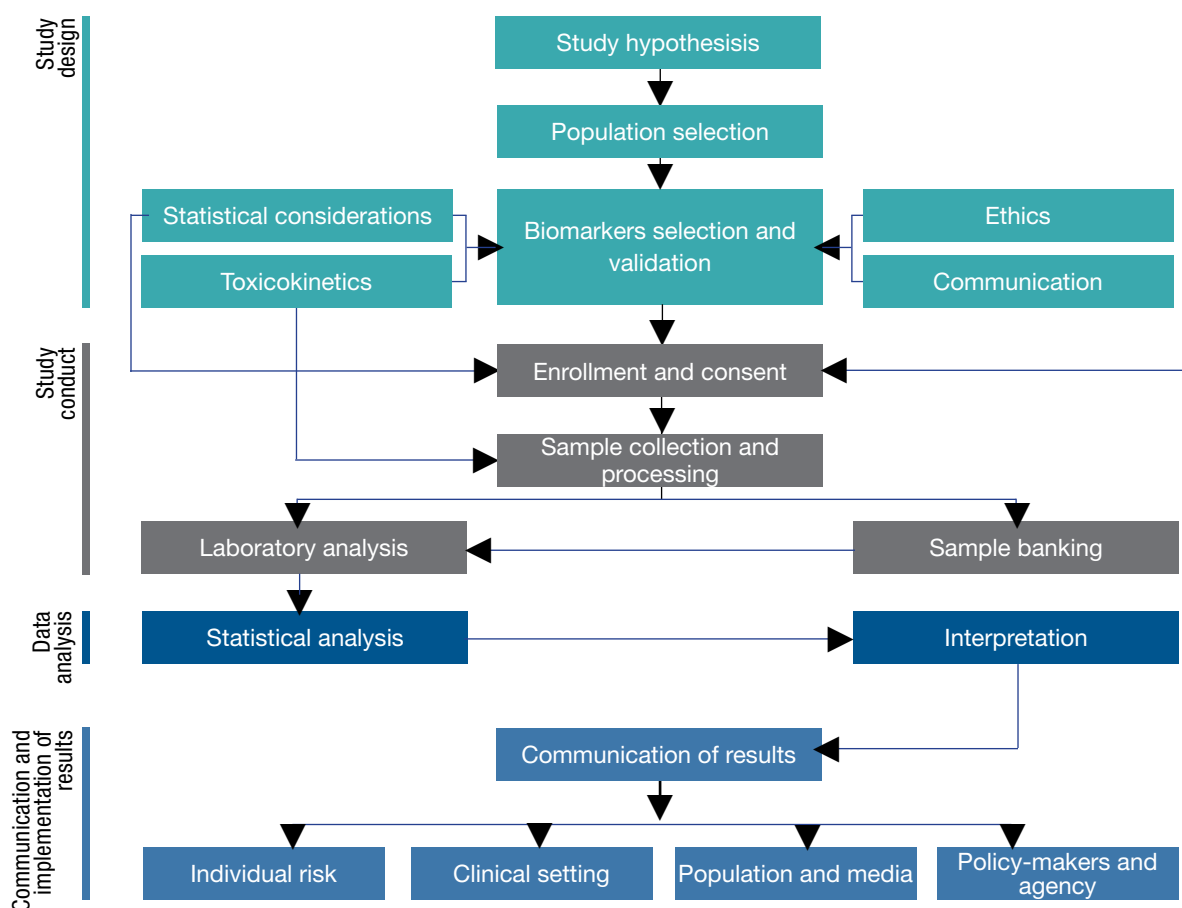 Study
design
Study hypothesisis
Population selection
Statistical considerations
Toxicokinetics
Biomarkers selection and
validation
Ethics
Communication
Study
conduct
Enrollment and consent
Sample collection and
processing
Laboratory analysis
Sample banking
Data
analysis
Statistical analysis
Interpretation
Communication and
implementation of
results
Communication of results
Individual risk
Clinical setting
Population and media
Policy-makers and
agency